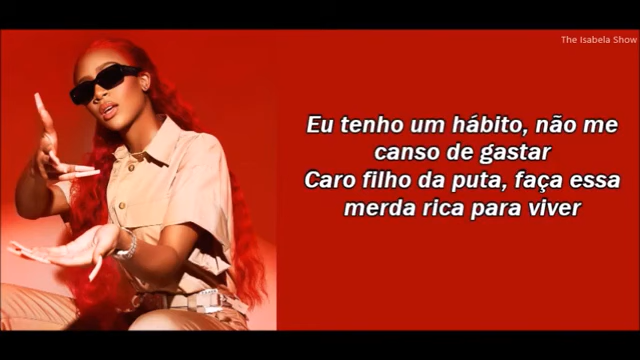 The Isabela Show
Eu tenho um hábito, não me
canso de gastar
Caro filho da puta, faça essa
merda rica para viver